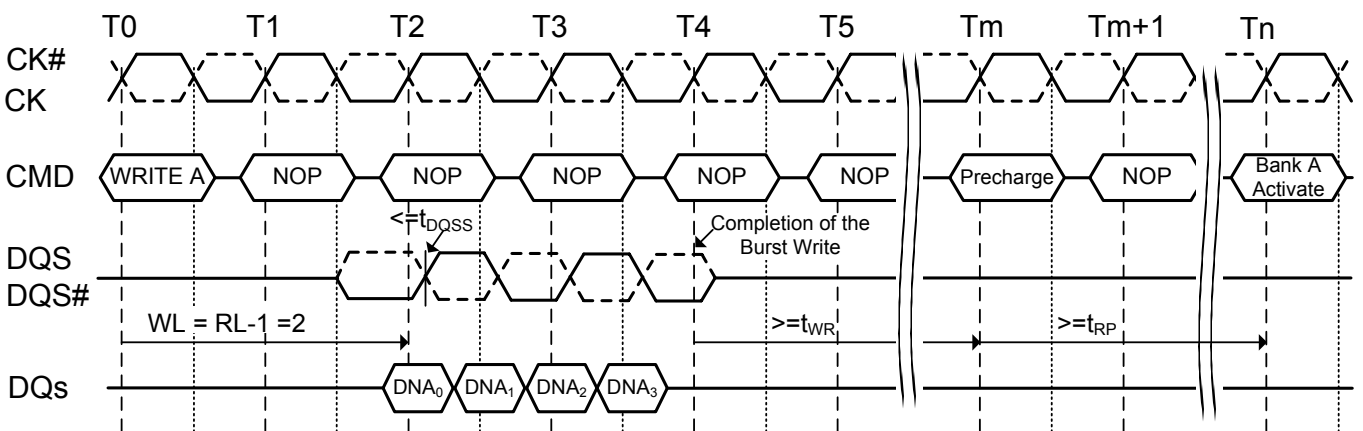 T0 T1 T2 T3 T4 T5 Tm Tm+1 Tn
CK#
CK
CMD WRITE A NOP NOP NOP NOP NOP Precharge NOP Bank A Activate
<=tDQSS
Completion of the
Burst Write
DQS
DQS#
WL = RL-1 =2 >=tWR >=tRP
DQs DNA0 DNA1 DNA2 DNA3